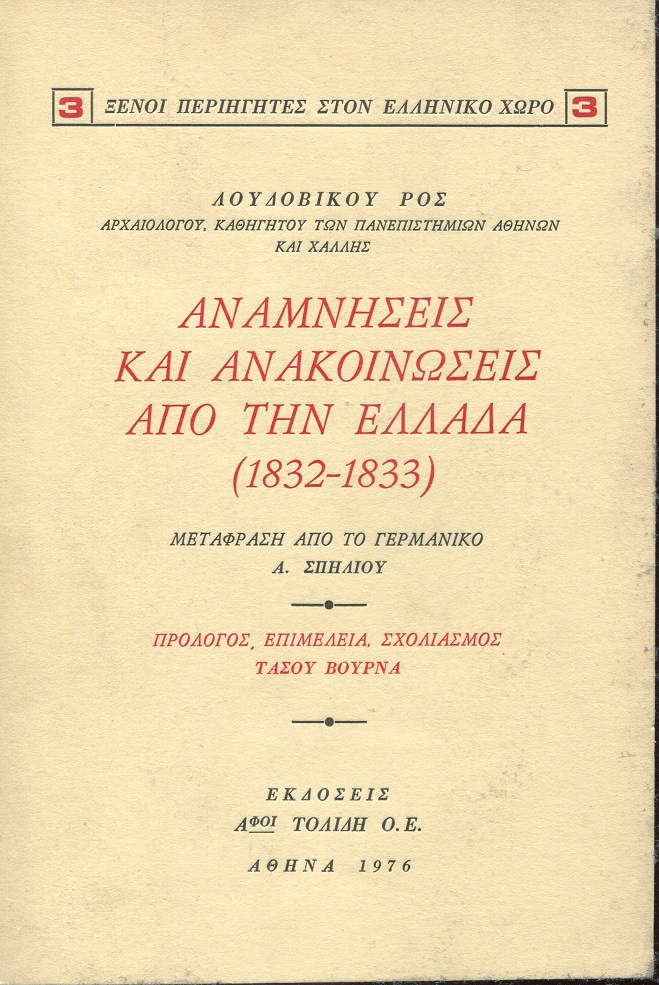 3 ΞΕΝΟΙ ΠΕΡΙΗΓΗΤΕΣ ΣΤΟΝ ΕΛΛΗΝΙΚΟ ΧΩΡΟ 3
ΛΟΥΔΟΒΙΚΟΥ ΡΟΣ
ΑΡΧΑΙΟΛΟΓΟΥ, ΚΑΘΗΓΗΤΟΥ ΤΩΝ ΠΑΝΕΠΙΣΤΗΜΙΩΝ ΑΘΗΝΩΝ
ΚΑΙ ΧΑΛΛΗΣ
ΑΝΑΜΝΗΣΕΙΣ
ΚΑΙ ΑΝΑΚΟΙΝΩΣΕΙΣ
ΑΠΟ ΤΗΝ ΕΛΛΑΔΑ
(1832-1833)
ΜΕΤΑΦΡΑΣΗ ΑΠΟ ΤΟ ΓΕΡΜΑΝΙΚΟ
Α. ΣΠΗΛΙΟΥ
ΠΡΟΛΟΓΟΣ, ΕΠΙΜΕΛΕΙΑ, ΣΧΟΛΙΑΣΜΟΣ
ΤΑΣΟΥ ΒΟΥΡΝΑ
ΕΚΔΟΣΕΙΣ
ΑΦΟΙ ΤΟΛΙΔΗ Ο.Ε.
ΑΘΗΝΑ 1976